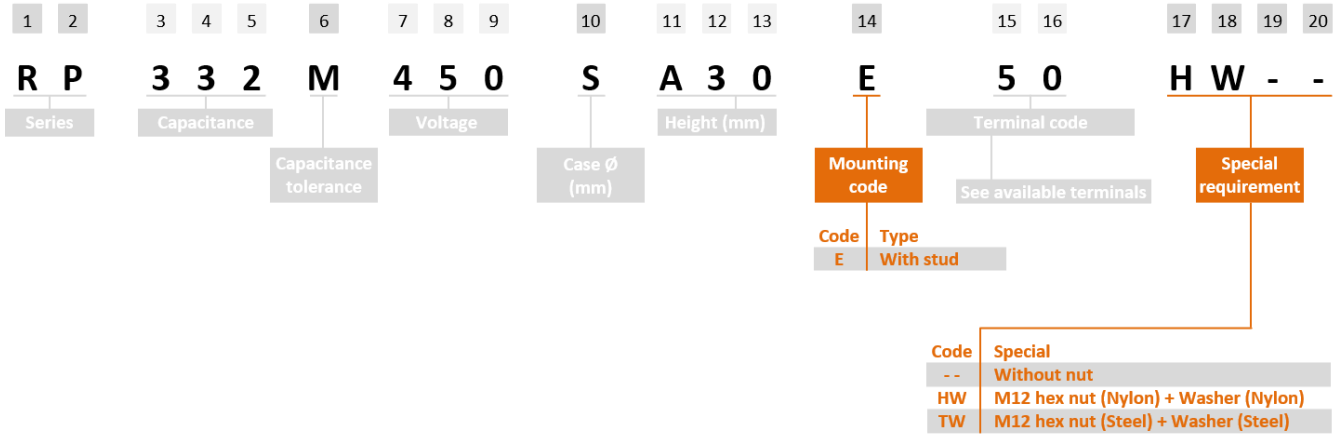 1 2 3 4 5 6 7 8 9 10 11 12 13 14 15 16 17 18 19 20
R P 3 3 2 M 4 5 0 S A 3 0 E 5 0 H W - -
Series Capacitance Voltage Height (mm) Terminal code
Capacitance
tolerance
Case Ø
(mm)
Mounting
code
See available terminals
Special
requirement
Code Type
E With stud
Code Special
- - Without nut
HW M12 hex nut (Nylon) + Washer (Nylon)
TW M12 hex nut (Steel) + Washer (Steel)